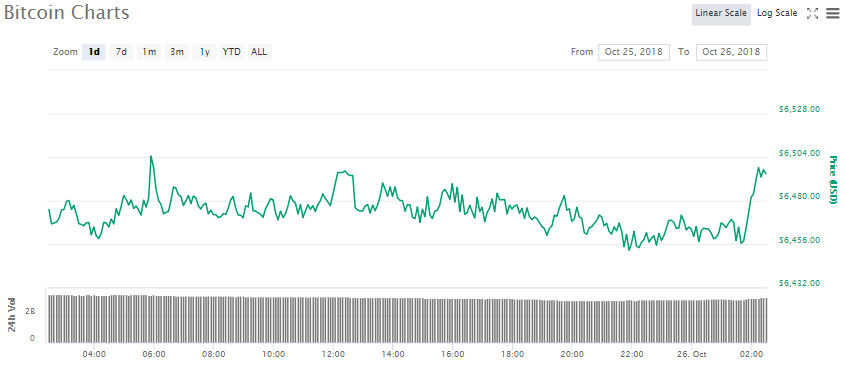 Bitcoin Charts
Linear Scale Log Scale
Zoom 1d 7d 1m 3m 1y YTD ALL From Oct 25, 2018 To Oct 26, 2018
$6,528.00
$6,504.00
$6,480.00
$6,456.00
$6,432.00
Price (USD)
24h Vol
2B
0
04:00 06:00 08:00 10:00 12:00 14:00 16:00 18:00 20:00 22:00 26. Oct 02:00